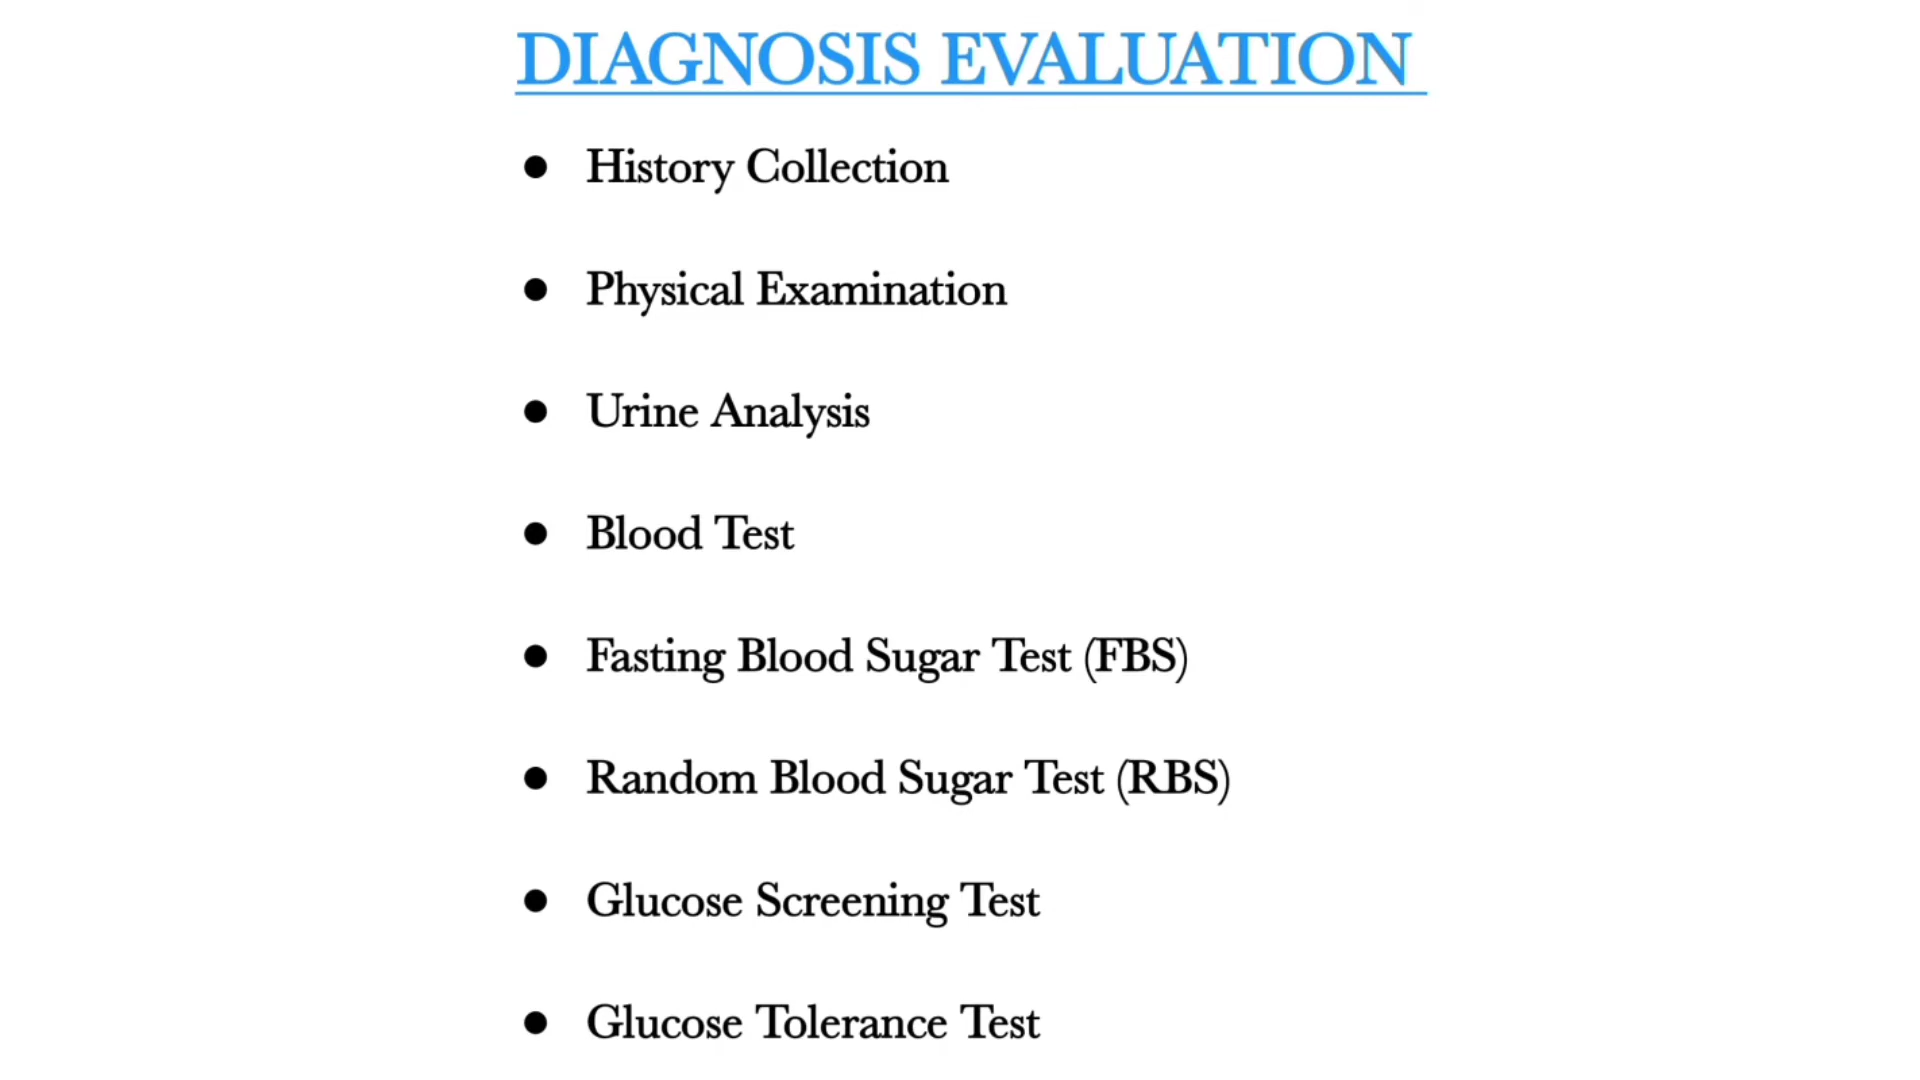 DIAGNOSIS EVALUATION
● History Collection
● Physical Examination
● Urine Analysis
● Blood Test
● Fasting Blood Sugar Test (FBS)
● Random Blood Sugar Test (RBS)
● Glucose Screening Test
● Glucose Tolerance Test